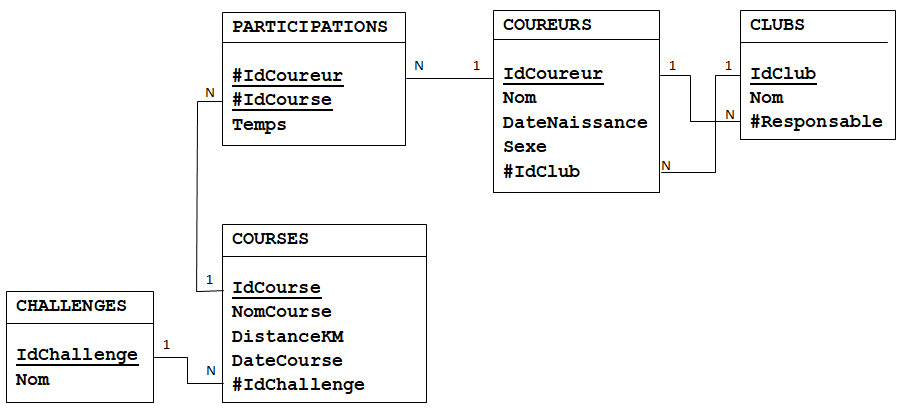 PARTICIPATIONS
#IdCoureur
#IdCourse
Temps
N
N
1
COUREURS
IdCoureur
Nom
DateNaissance
Sexe
#IdClub
1
N
1
N
CLUBS
IdClub
Nom
#Responsable
COURSES
IdCourse
NomCourse
DistanceKM
DateCourse
#IdChallenge
1
N
CHALLENGES
IdChallenge
Nom
1